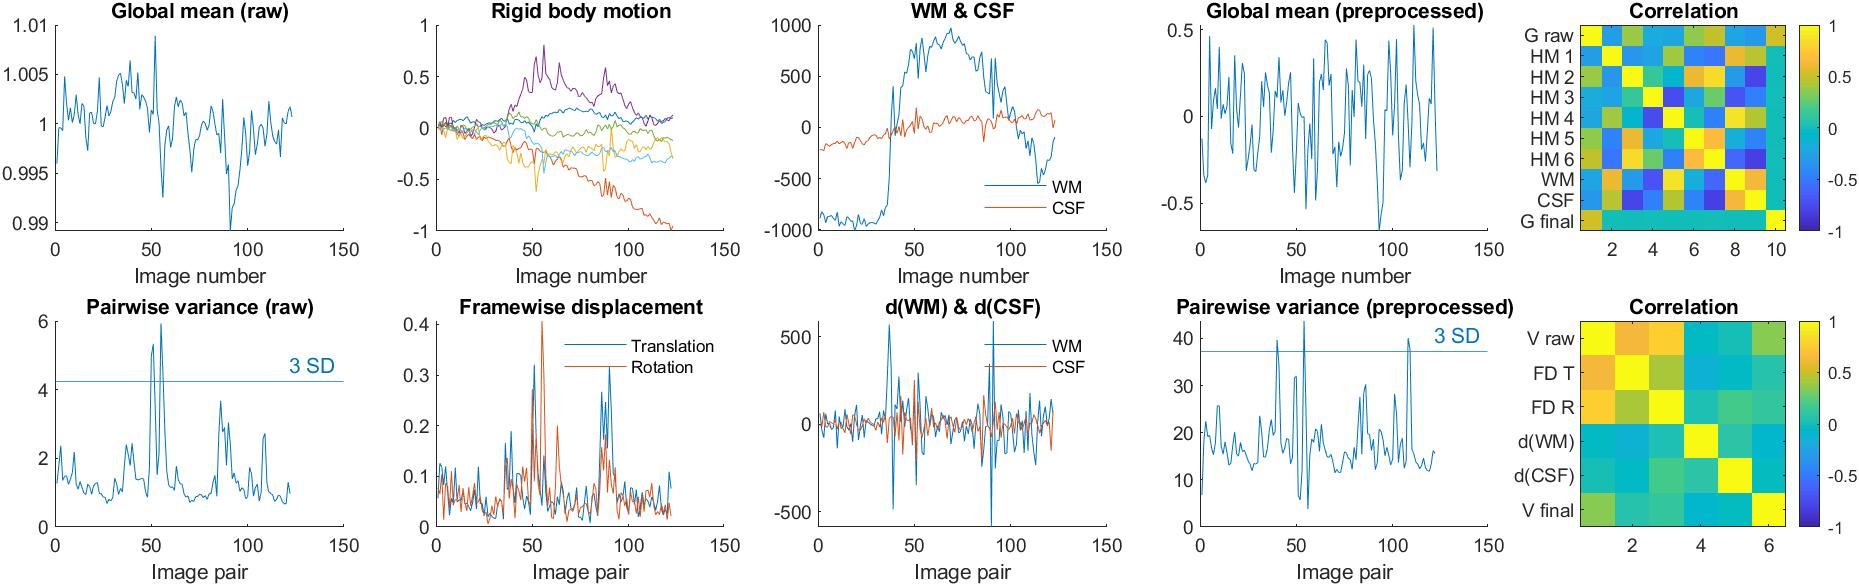 Global mean (raw)
1.01
1.005
1
0.995
0.99
0 50 100 150
Image number
Rigid body motion
1
0.5
0
-0.5
-1
0 50 100 150
Image number
WM & CSF
1000
500
0
-500
-1000
WM
CSF
0 50 100 150
Image number
Global mean (preprocessed)
0.5
0
-0.5
0 50 100 150
Image number
Correlation
G raw
HM 1
HM 2
HM 3
HM 4
HM 5
HM 6
WM
CSF
G final
2 4 6 8 10
1
0.5
0
-0.5
-1
Pairwise variance (raw)
6
4
2
0
3 SD
0 50 100 150
Image pair
Framewise displacement
0.4
0.3
0.2
0.1
0
Translation
Rotation
0 50 100 150
Image pair
d(WM) & d(CSF)
500
0
-500
WM
CSF
0 50 100 150
Image pair
Pairewise variance (preprocessed)
40
30
20
10
0
3 SD
0 50 100 150
Image pair
Correlation
V raw
FD T
FD R
d(WM)
d(CSF)
V final
2 4 6
1
0.5
0
-0.5
-1